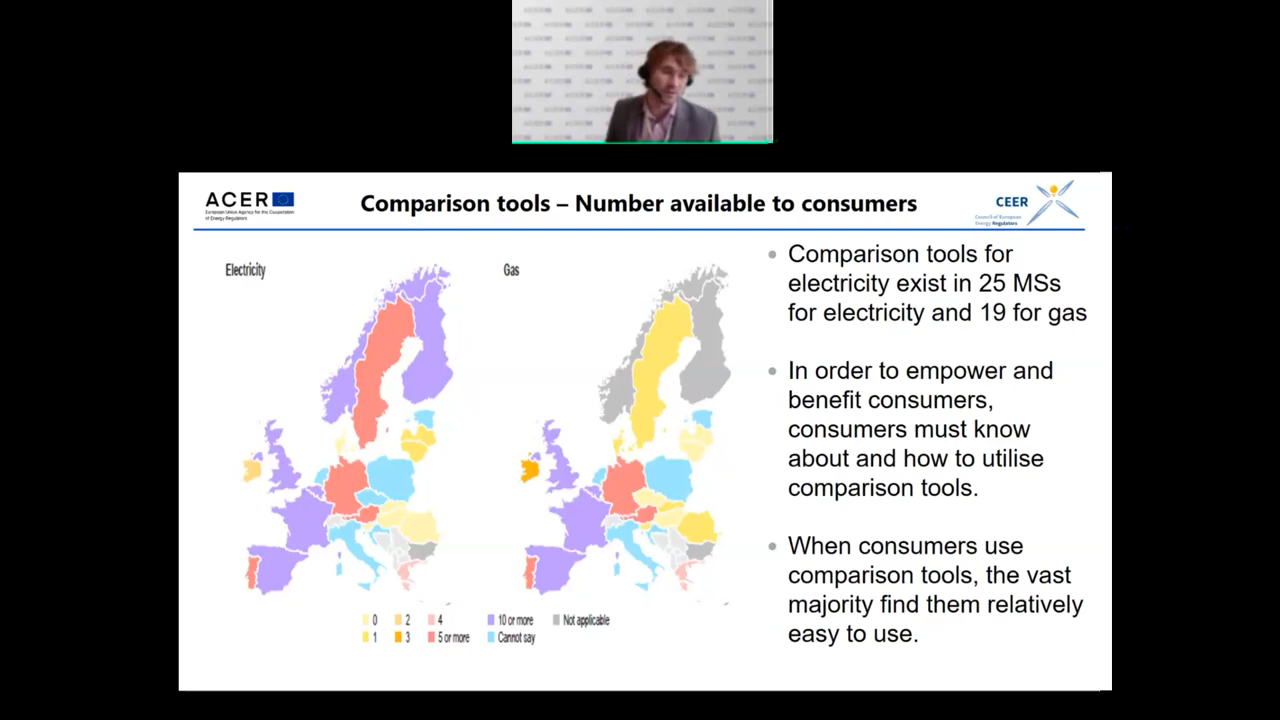 ACER
European Union Agency for the Cooperation
of Energy Regulators
Comparison tools – Number available to consumers
CEER
Council of European
Energy Regulators
Electricity
Gas
0
2
4
10 or more
Not applicable
1
3
5 or more
Cannot say
• Comparison tools for
electricity exist in 25 MSs
for electricity and 19 for gas
• In order to empower and
benefit consumers,
consumers must know
about and how to utilise
comparison tools.
• When consumers use
comparison tools, the vast
majority find them relatively
easy to use.